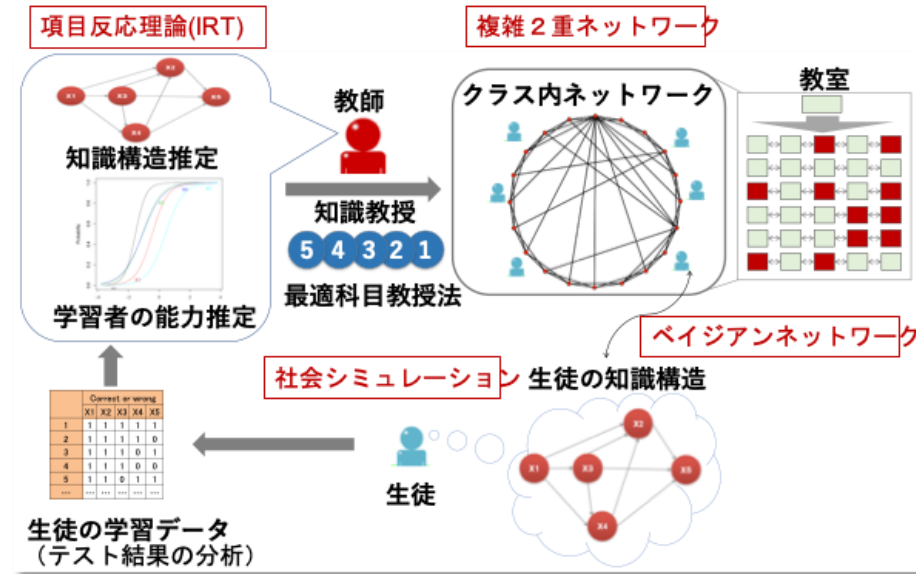 項目反応理論(IRT)
複雑２重ネットワーク
X2
X1
X3
X5
X4
知識構造推定
学習者の能力推定
教師
知識教授
5 4 3 2 1
最適科目教授法
クラス内ネットワーク
教室
ベイジアンネットワーク
社会シミュレーション
生徒の知識構造
X2
X1
X3
X5
X4
生徒
Correct or wrong
X1 X2 X3 X4 X5
1 1 1 1 1 1
2 1 1 1 1 0
3 1 1 1 0 1
4 1 1 1 0 0
5 1 1 0 1 1
... ... ... ... ... ...
生徒の学習データ
（テスト結果の分析）